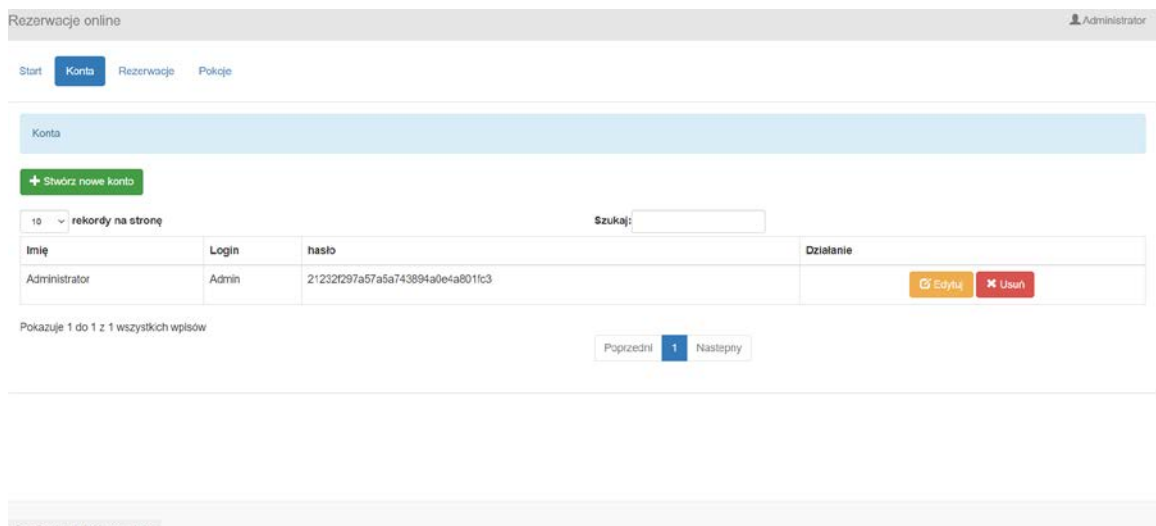 Rezerwacje online
Administrator
Start Konta Rezerwacje Pokoje
Konta
Stwórz nowe konto
10 rekordy na stronę Szukaj:
Imię Login hasło Działanie
Administrator Admin 21232f297a57a5a743894a0e4a801fc3 Edytuj Usuń
Pokazuje 1 do 1 z 1 wszystkich wpisów
Poprzedni 1 Nastepny